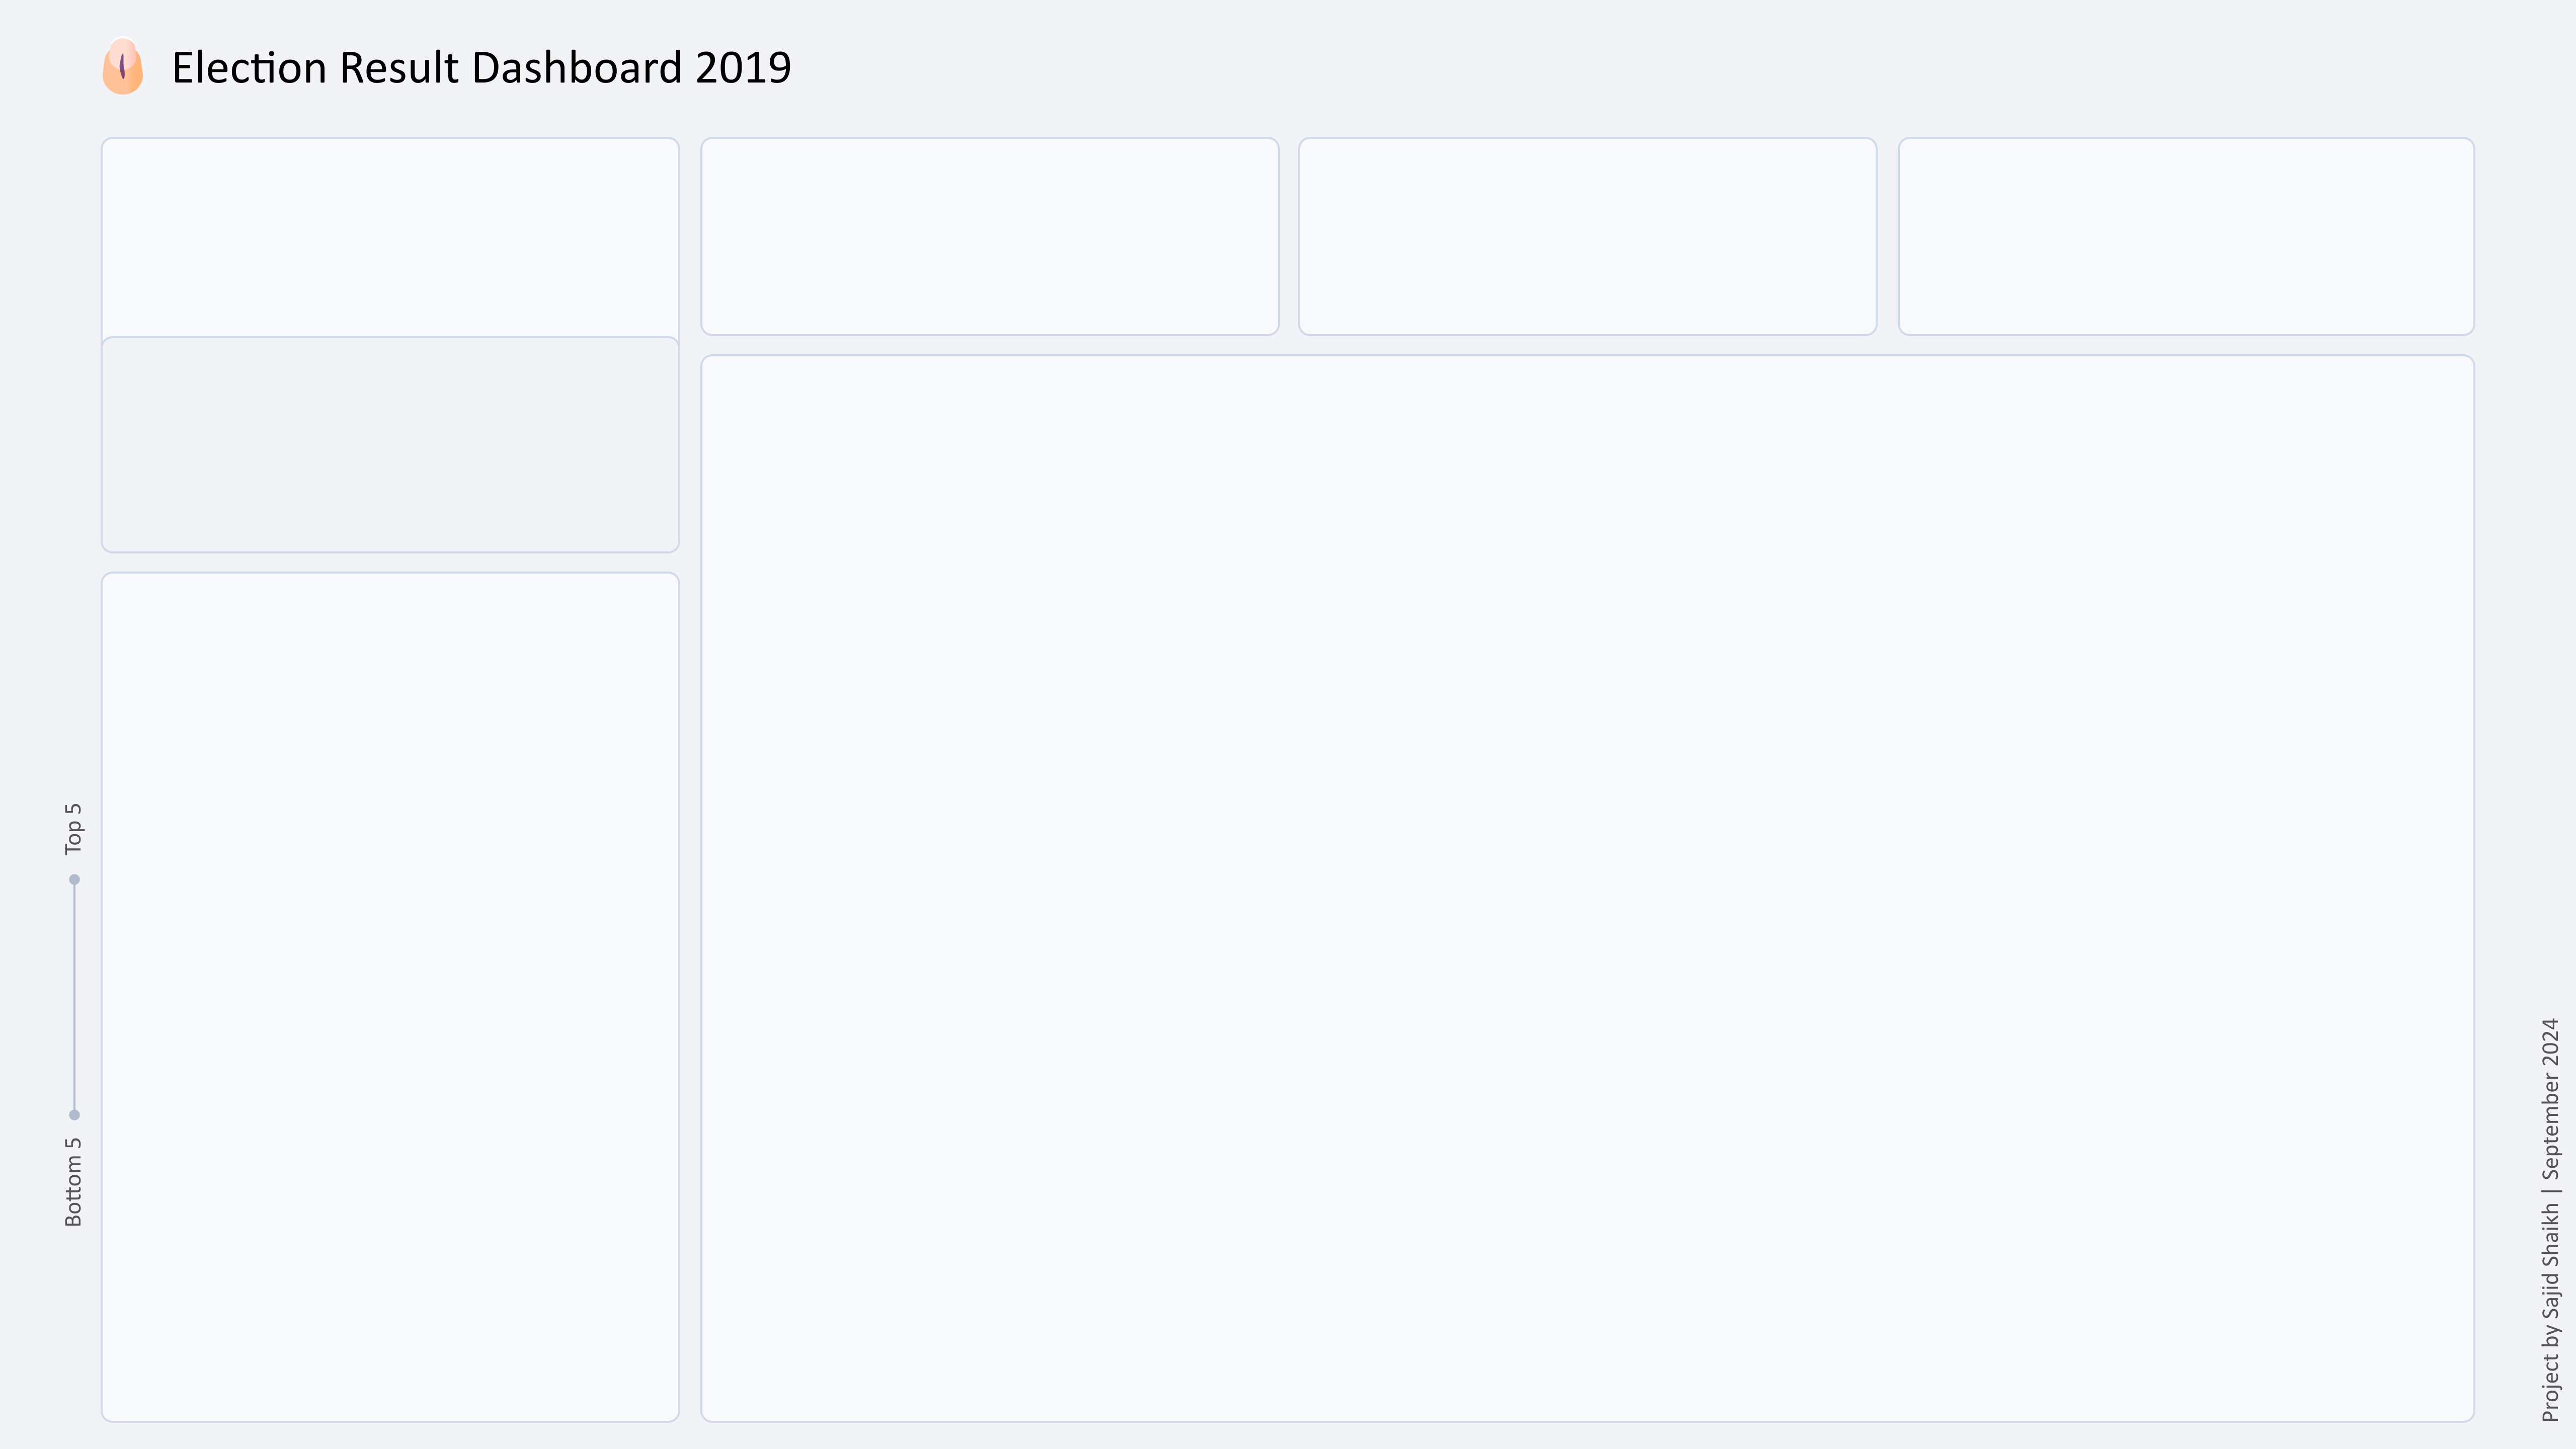 Election Result Dashboard 2019
Top 5
Bottom 5
Project by Sajid Shaikh | September 2024